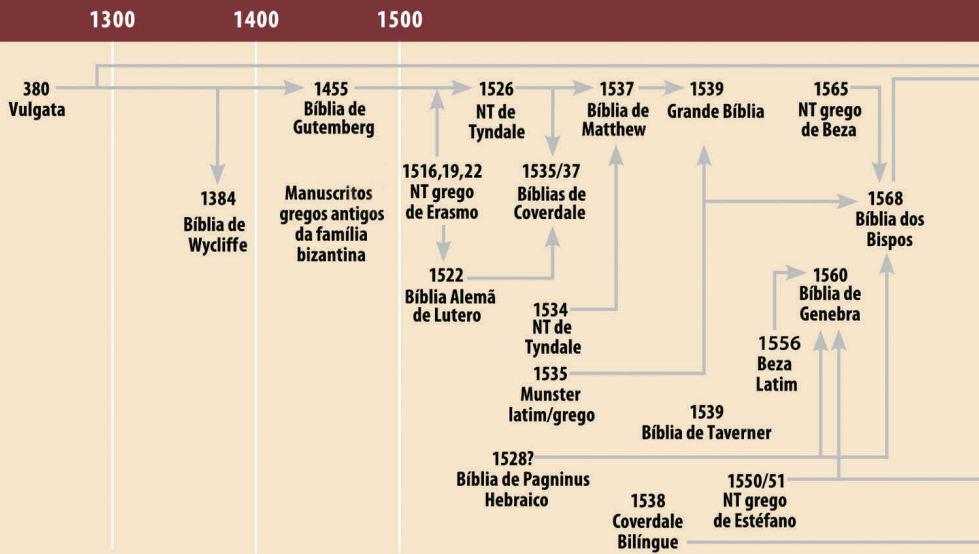 1300
1400
1500
380
Vulgata
1455
Bíblia de
Gutemberg
1526
NT de
Tyndale
1537
Bíblia de
Matthew
1539
Grande Bíblia
1565
NT grego
de Beza
1384
Bíblia de
Wycliffe
Manuscritos
gregos antigos
da família
bizantina
1516,19,22
NT grego
de Erasmo
1535/37
Bíblias de
Coverdale
1568
Bíblia dos
Bispos
1522
Bíblia Alemã
de Lutero
1560
Bíblia de
Genebra
1534
NT de
Tyndale
1556
Beza
Latim
1535
Munster
latim/grego
1539
Bíblia de Taverner
1528?
Bíblia de Pagninus
Hebraico
1550/51
NT grego
de Estéfano
1538
Coverdale
Bilíngue